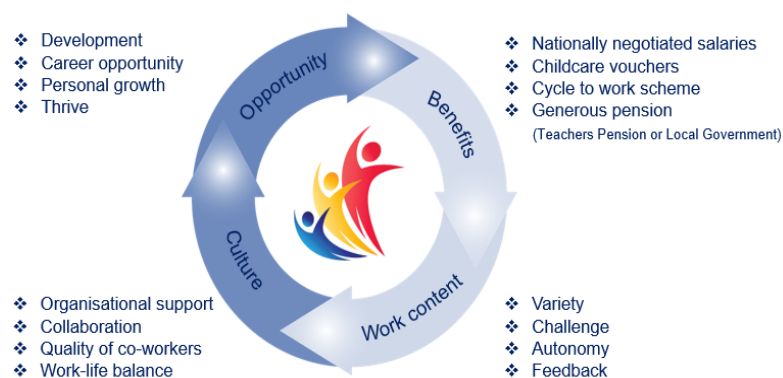 ❖ Development
❖ Career opportunity
❖ Personal growth
❖ Thrive
❖ Nationally negotiated salaries
❖ Childcare vouchers
❖ Cycle to work scheme
❖ Generous pension
(Teachers Pension or Local Government)
Opportunity
Benefits
Culture
Work content
❖ Organisational support
❖ Collaboration
❖ Quality of co-workers
❖ Work-life balance
❖ Variety
❖ Challenge
❖ Autonomy
❖ Feedback